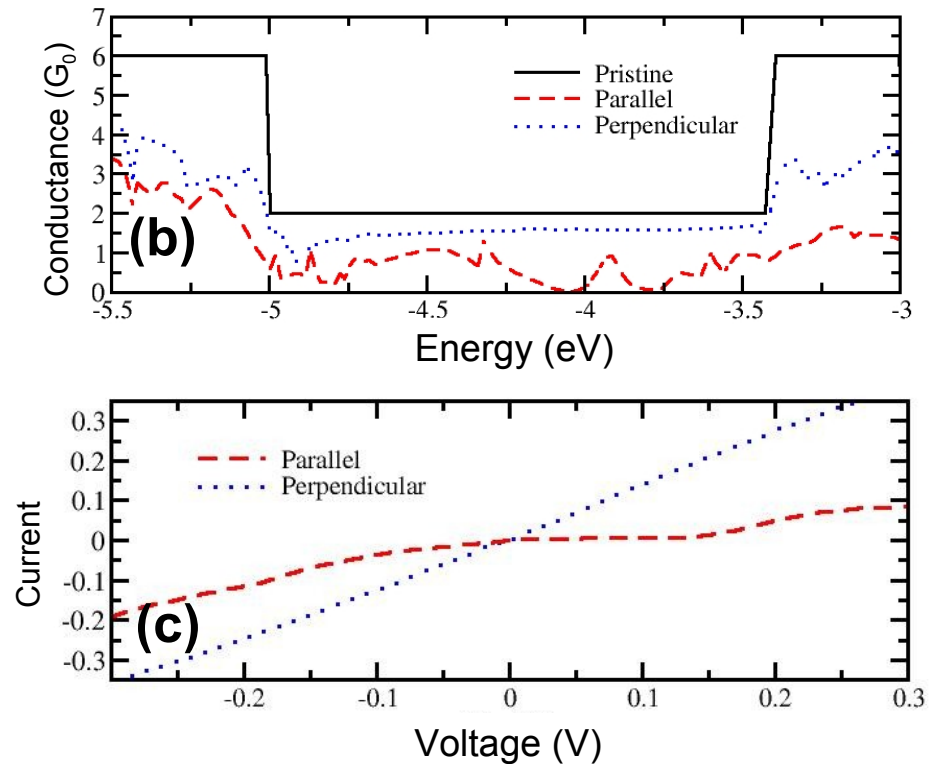 7
6
5
4
3
2
1
0
Conductance (G₀)
Pristine
Parallel
Perpendicular
(b)
-5.5 -5 -4.5 -4 -3.5 -3
Energy (eV)
0.3
0.2
0.1
0
-0.1
-0.2
-0.3
Current
Parallel
Perpendicular
(c)
-0.2 -0.1 0 0.1 0.2 0.3
Voltage (V)